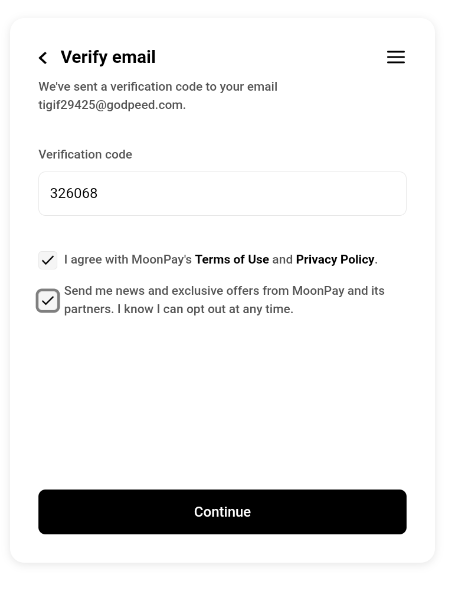 Verify email
We've sent a verification code to your email
tigif29425@godpeed.com.
Verification code
326068
I agree with MoonPay's Terms of Use and Privacy Policy.
Send me news and exclusive offers from MoonPay and its
partners. I know I can opt out at any time.
Continue